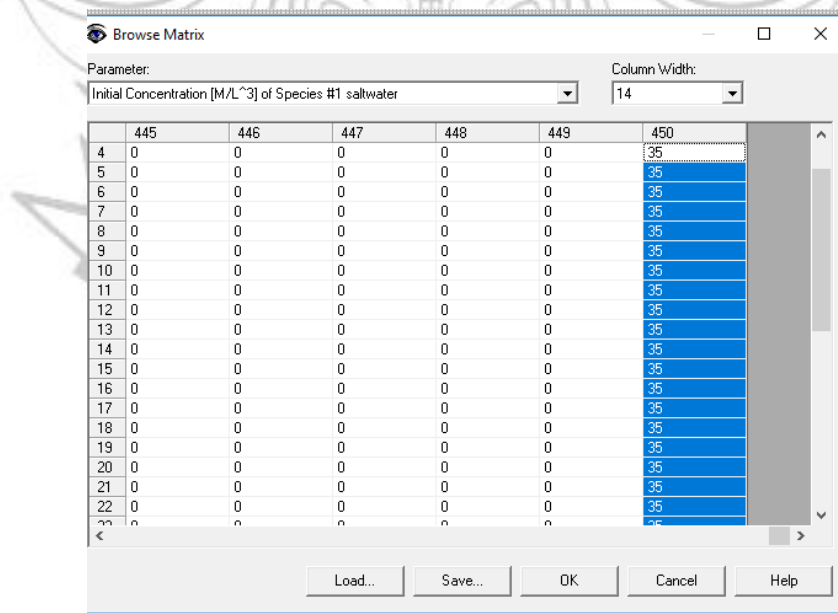 Browse Matrix
Parameter: Column Width:
Initial Concentration [M/L^3] of Species #1 saltwater 14
445 446 447 448 449 450
4 0 0 0 0 0 35
5 0 0 0 0 0 35
6 0 0 0 0 0 35
7 0 0 0 0 0 35
8 0 0 0 0 0 35
9 0 0 0 0 0 35
10 0 0 0 0 0 35
11 0 0 0 0 0 35
12 0 0 0 0 0 35
13 0 0 0 0 0 35
14 0 0 0 0 0 35
15 0 0 0 0 0 35
16 0 0 0 0 0 35
17 0 0 0 0 0 35
18 0 0 0 0 0 35
19 0 0 0 0 0 35
20 0 0 0 0 0 35
21 0 0 0 0 0 35
22 0 0 0 0 0 35
Load... Save... OK Cancel Help